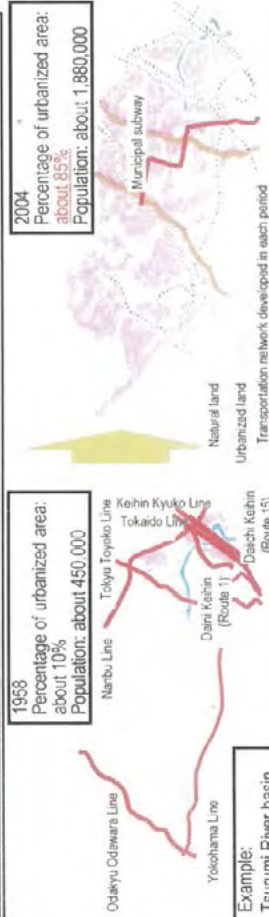 1958
Percentage of urbanized area:
about 10%
Population: about 450,000
2004
Percentage of urbanized area:
about 85%
Population: about 1,880,000
Odakyu Odawara Line
Nanbu Line
Tokyu Toyoko Line
Keihin Kyuko Line
Tokaido Line
Yokohama Line
Daini Keihin
(Route 1)
Daiichi Keihin
(Route 15)
Municipal subway
Natural land
Urbanized land
Transportation network developed in each period
Example:
Tsurumi River basin